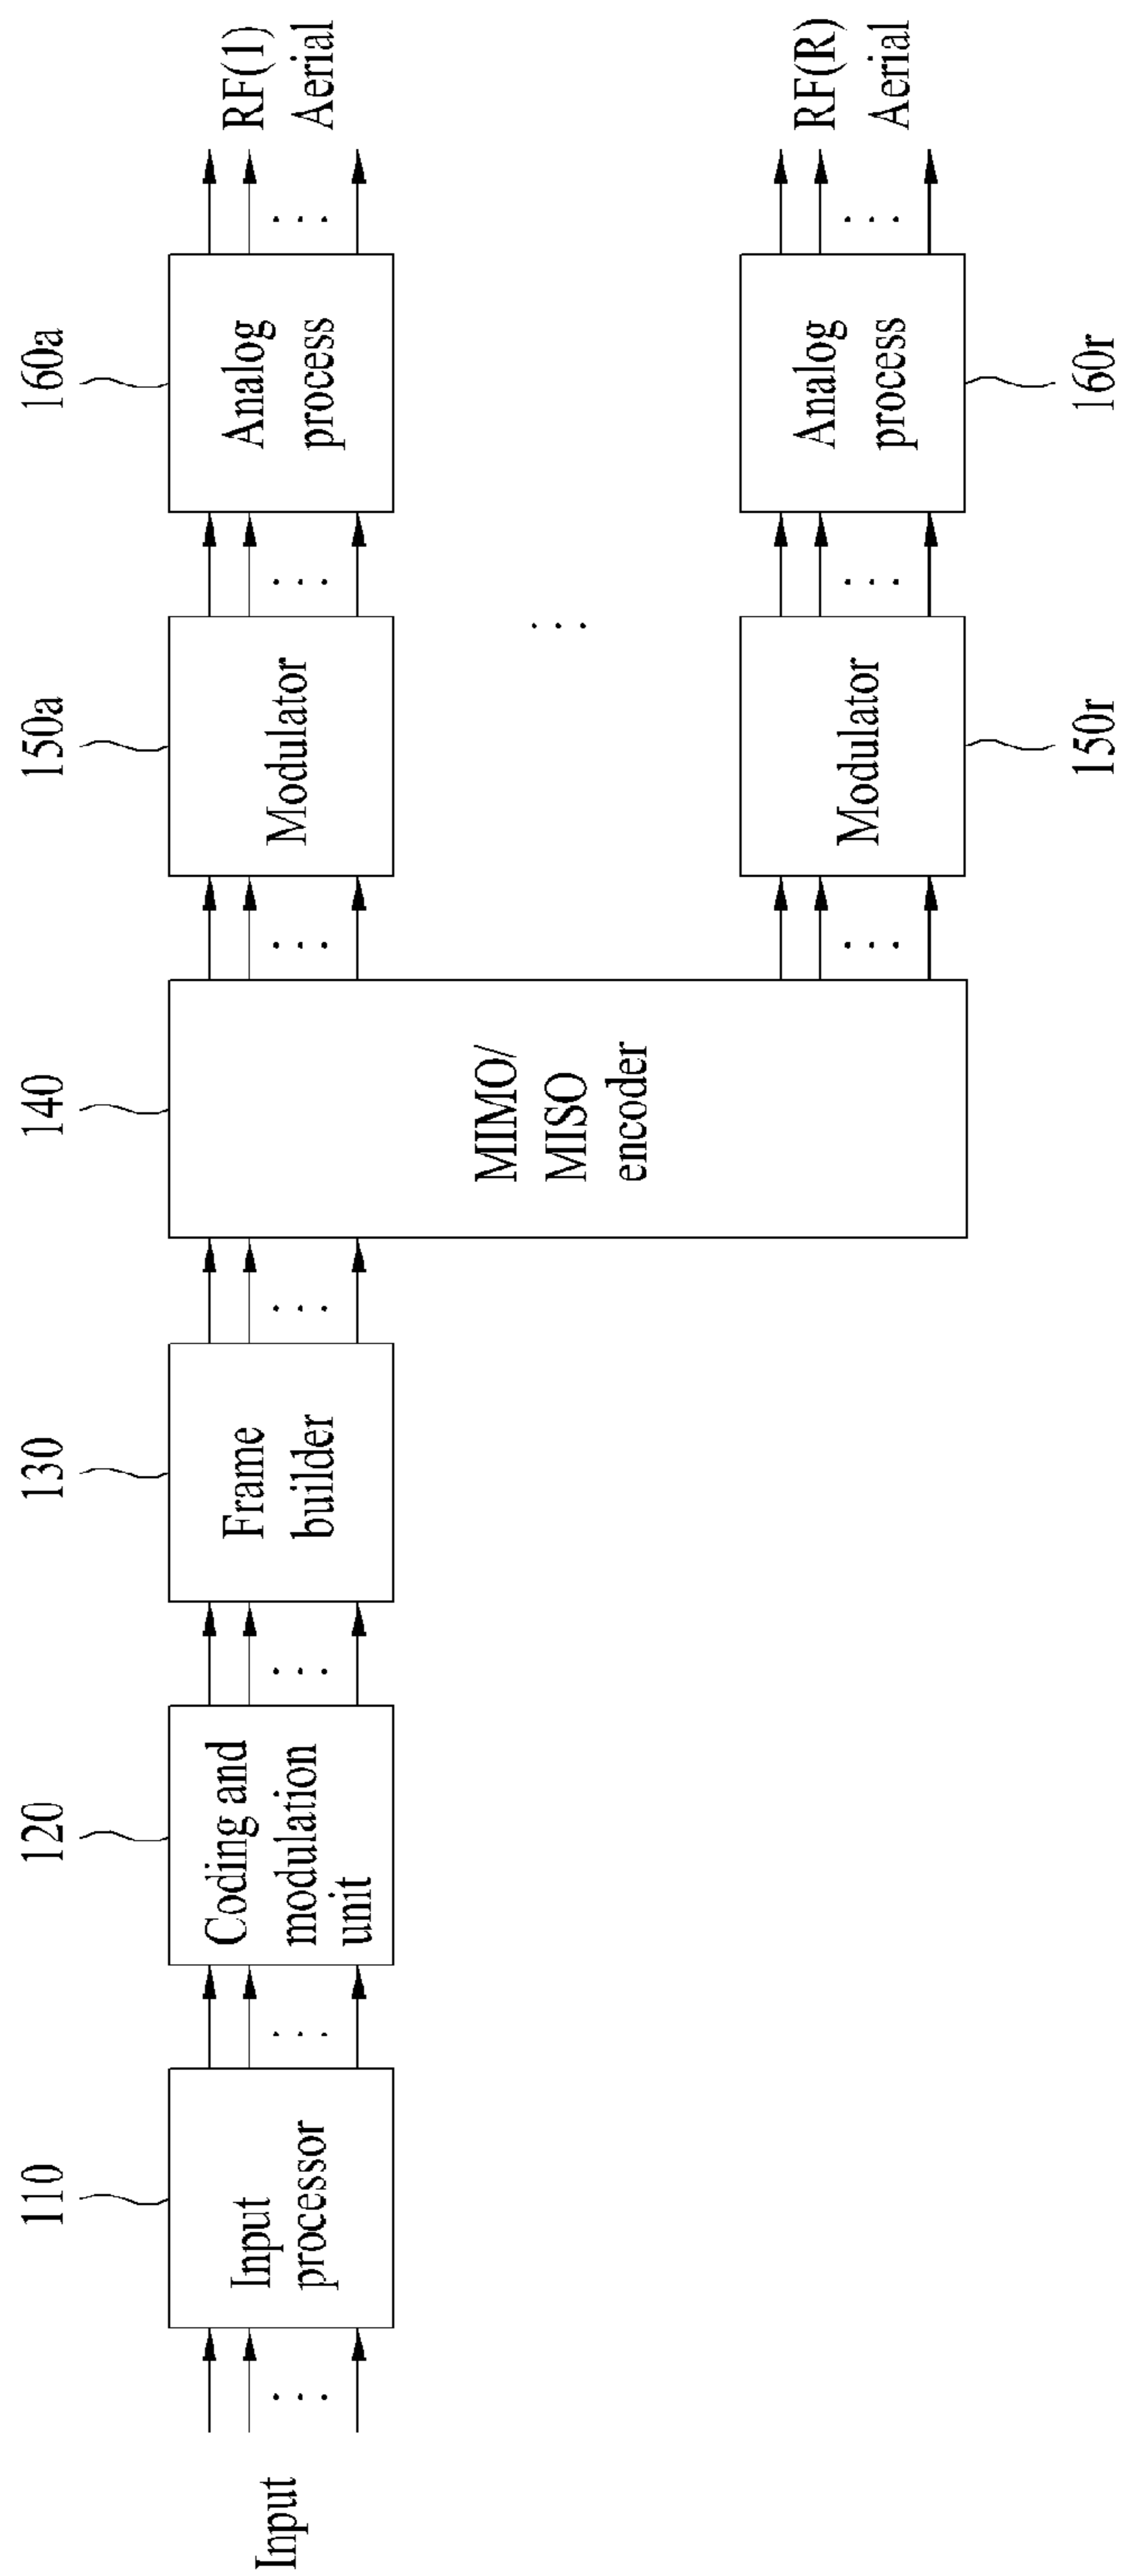 110
120
130
140
150a
160a
Input
Input
processor
Coding and
modulation
unit
Frame
builder
MIMO/
MISO
encoder
Modulator
Analog
process
RF(1)
Aerial
...
Modulator
Analog
process
RF(R)
Aerial
150r
160r